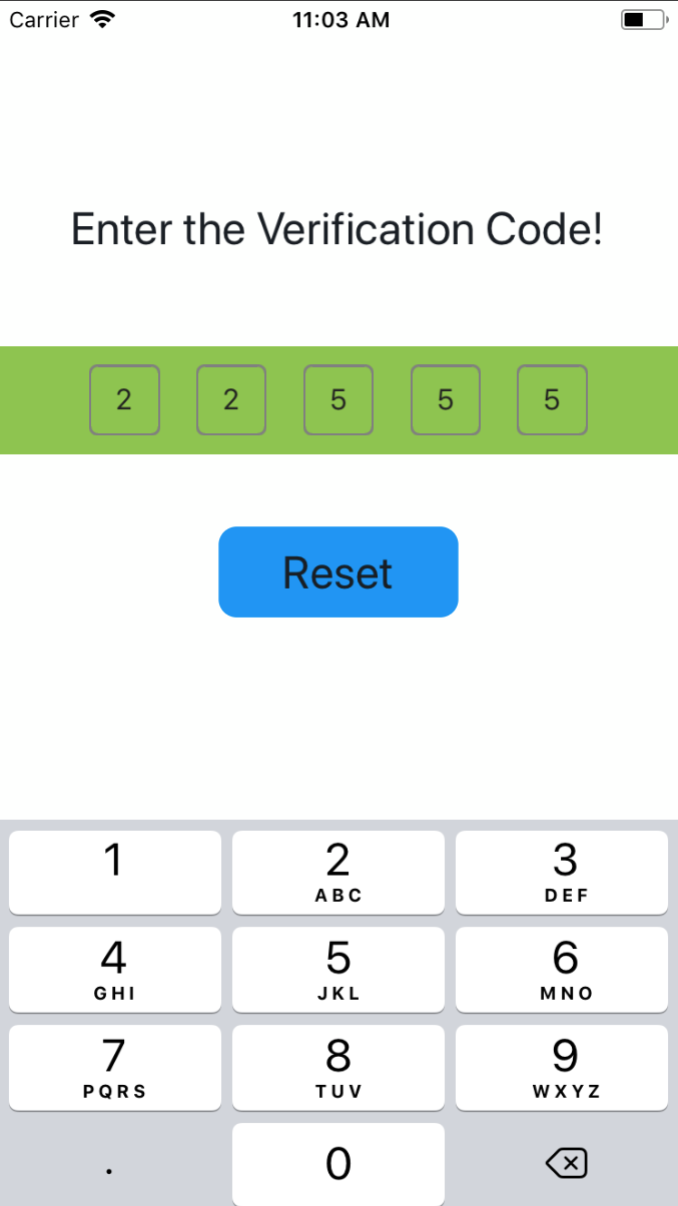 Carrier 11:03 AM
Enter the Verification Code!
2 2 5 5 5
Reset
1 2 3
ABC DEF
4 5 6
GHI JKL MNO
7 8 9
PQRS TUV WXYZ
. 0